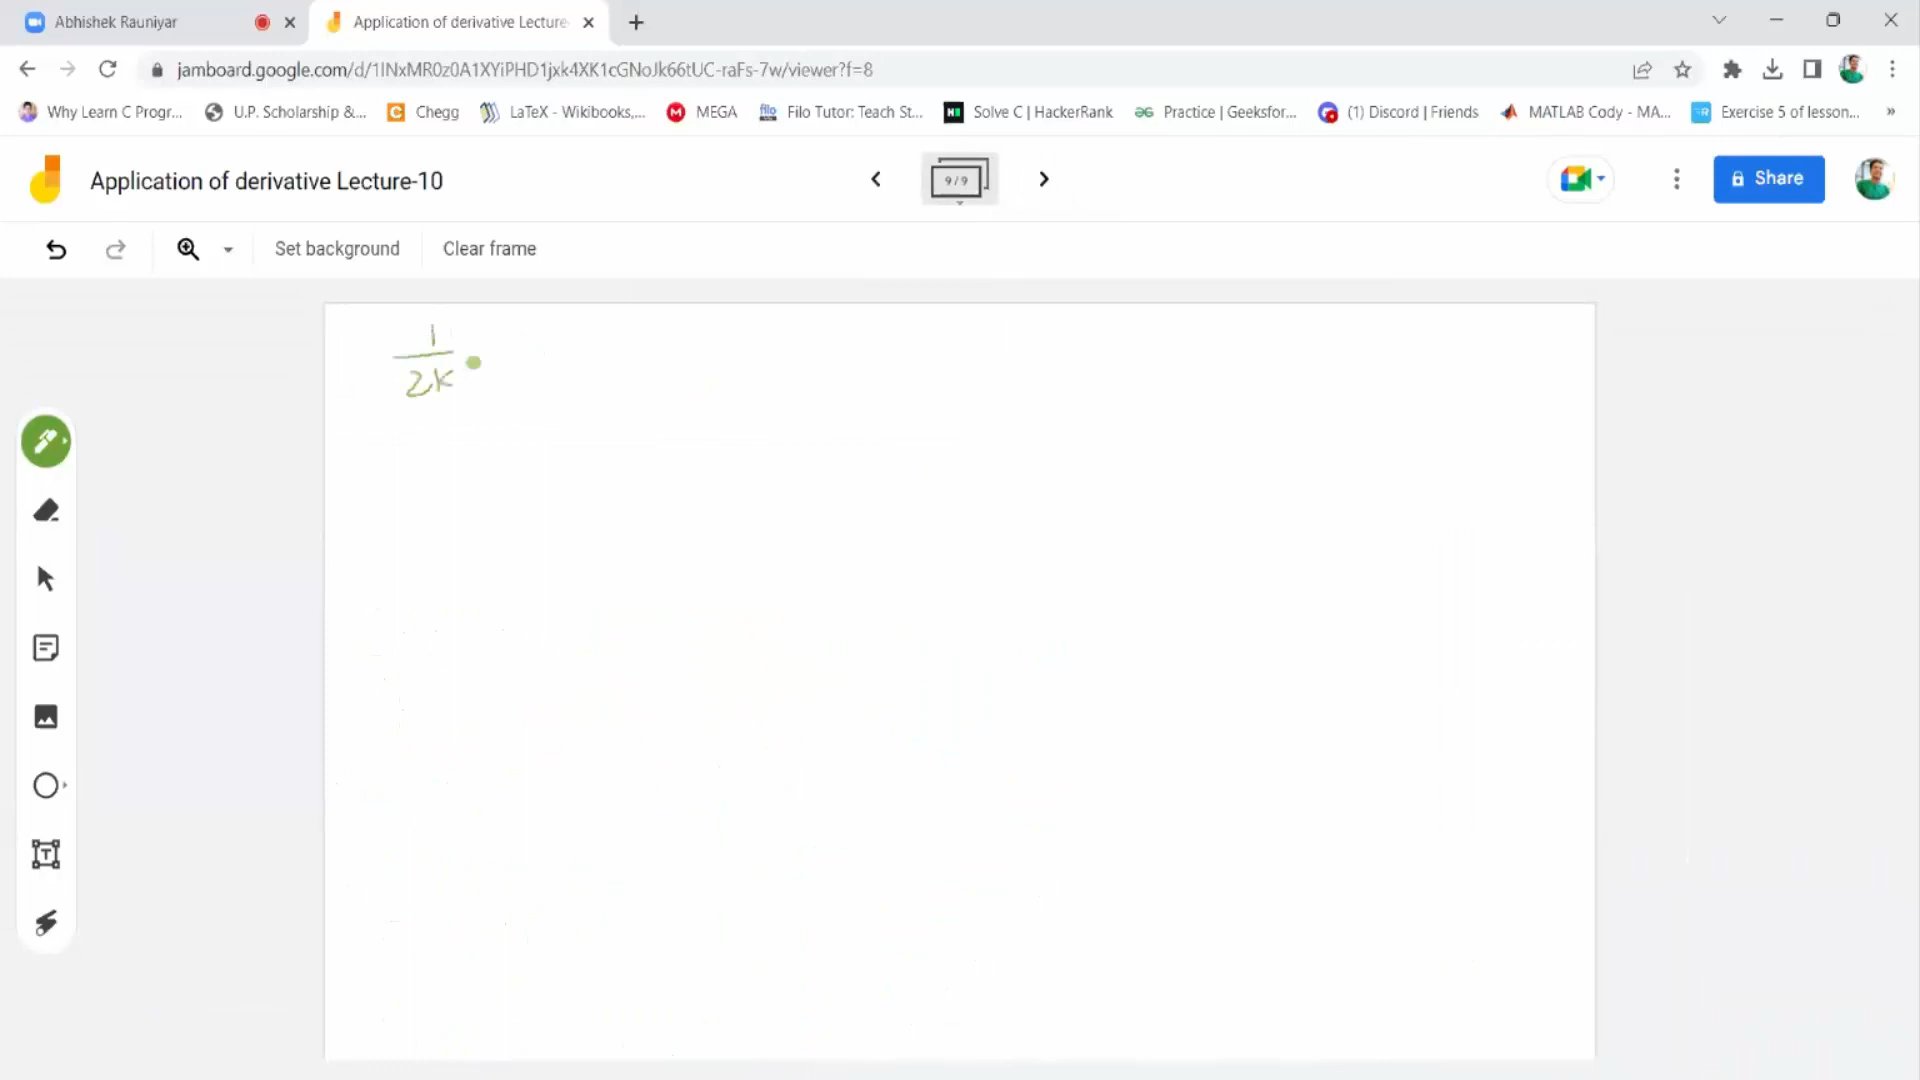 Abhishek Rauniyar
Application of derivative Lecture-
jamboard.google.com/d/1INxMR0z0A1XYiPHD1jxk4XK1cGNoJk66tUC-raFs-7w/viewer?f=8
Why Learn C Progr... U.P. Scholarship &... Chegg LaTeX - Wikibooks,... MEGA Filo Tutor: Teach St... Solve C | HackerRank Practice | Geeksfor... (1) Discord | Friends MATLAB Cody - MA... Exercise 5 of lesson... »
Application of derivative Lecture-10
9/9
Share
Set background Clear frame
1
2K